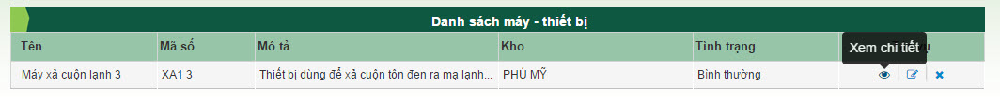 Danh sách máy - thiết bị
Tên Mã số Mô tả Kho Tình trạng
Xem chi tiết
Máy xả cuộn lạnh 3 XA1 3 Thiết bị dùng để xả cuộn tôn đen ra mạ lạnh... PHÚ MỸ Bình thường